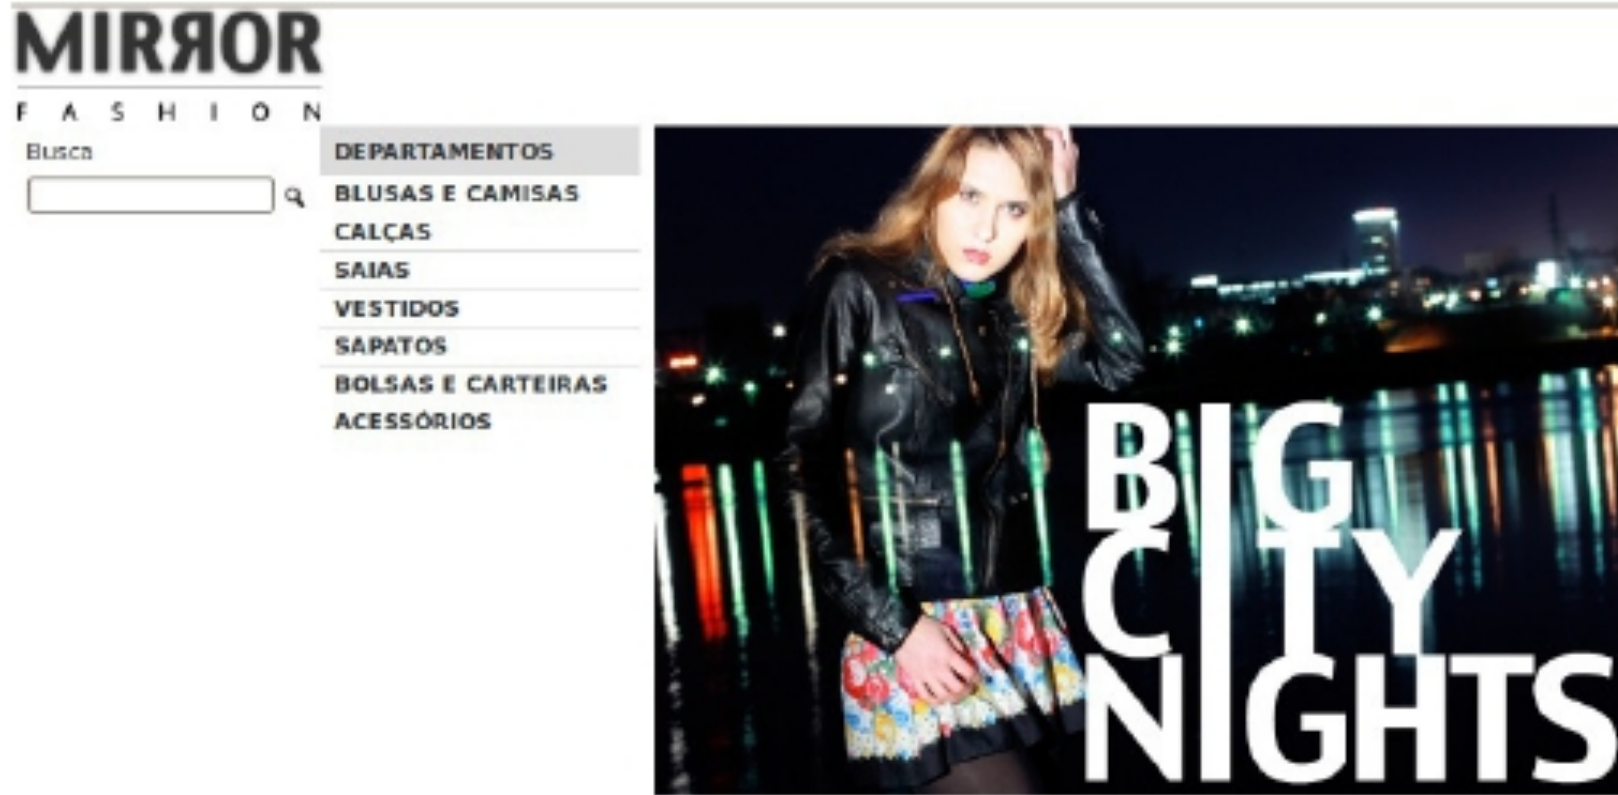 MIRROR
FASHION
Busca
DEPARTAMENTOS
BLUSAS E CAMISAS
CALÇAS
SAIAS
VESTIDOS
SAPATOS
BOLSAS E CARTEIRAS
ACESSÓRIOS
BIG
CITY
NIGHTS